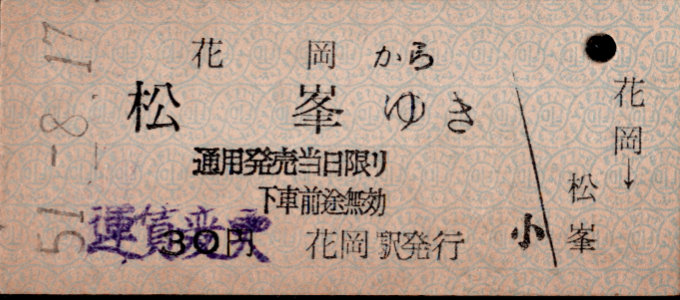 51.-8.17
花岡から
松峯ゆき
通用発売当日限り
下車前途無効
運賃変更
30円 花岡駅発行
花岡→
松峯
小